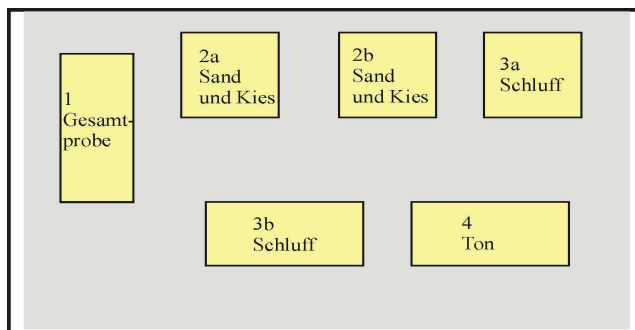 1
Gesamt-
probe
2a
Sand
und Kies
2b
Sand
und Kies
3a
Schluff
3b
Schluff
4
Ton